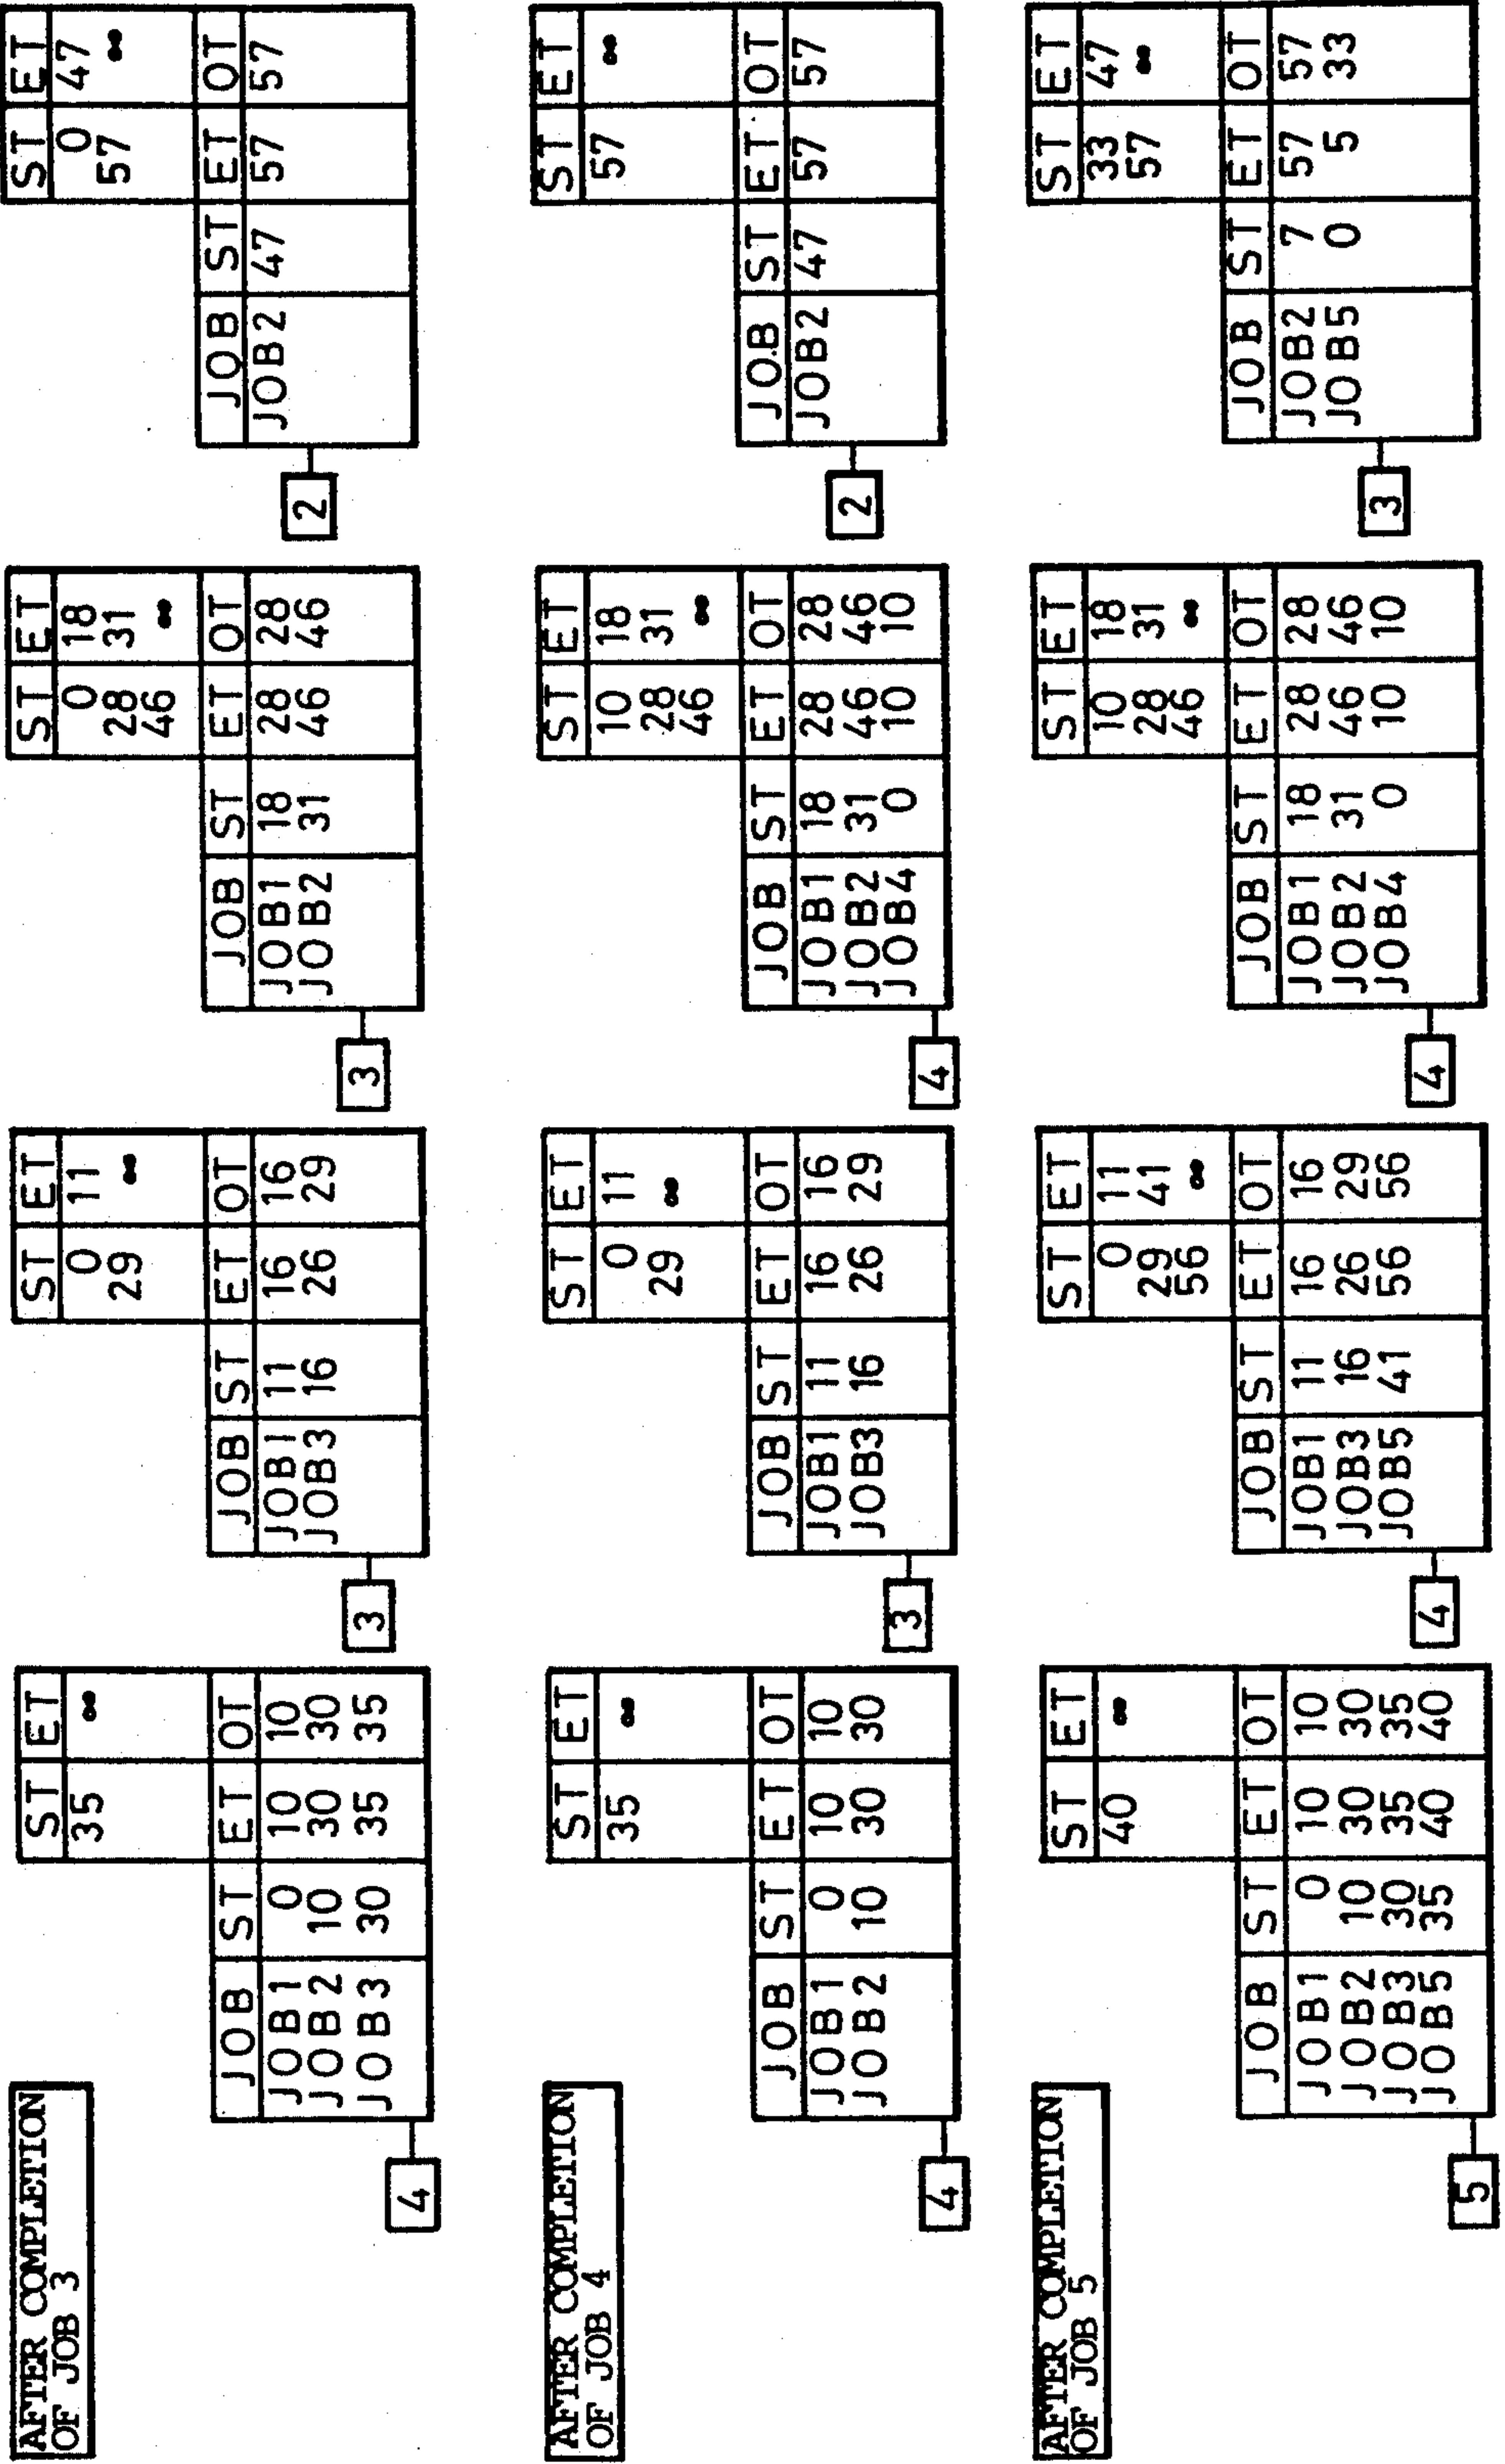 AFTER COMPLETION
OF JOB 3
ST ET
35 ∞
JOB ST ET OT
JOB1 0 10 10
JOB2 10 30 30
JOB3 30 35 35
4
ST ET
0 11
29 ∞
JOB ST ET OT
JOB1 11 16 16
JOB3 16 26 29
3
ST ET
0 18
28 31
46 ∞
JOB ST ET OT
JOB1 18 28 28
JOB2 31 46 46
3
ST ET
0 47
57 ∞
JOB ST ET OT
JOB2 47 57 57
2
AFTER COMPLETION
OF JOB 4
ST ET
35 ∞
JOB ST ET OT
JOB1 0 10 10
JOB2 10 30 30
4
ST ET
0 11
29 ∞
JOB ST ET OT
JOB1 11 16 16
JOB3 16 26 29
3
ST ET
10 18
28 31
46 ∞
JOB ST ET OT
JOB1 18 28 28
JOB2 31 46 46
JOB4 0 10 10
4
ST ET
57 ∞
JOB ST ET OT
JOB2 47 57 57
2
AFTER COMPLETION
OF JOB 5
ST ET
40 ∞
JOB ST ET OT
JOB1 0 10 10
JOB2 10 30 30
JOB3 30 35 35
JOB5 35 40 40
5
ST ET
0 11
29 41
56 ∞
JOB ST ET OT
JOB1 11 16 16
JOB3 16 26 29
JOB5 41 56 56
4
ST ET
10 18
28 31
46 ∞
JOB ST ET OT
JOB1 18 28 28
JOB2 31 46 46
JOB4 0 10 10
4
ST ET
33 47
57 ∞
JOB ST ET OT
JOB2 7 57 57
JOB5 0 5 33
3